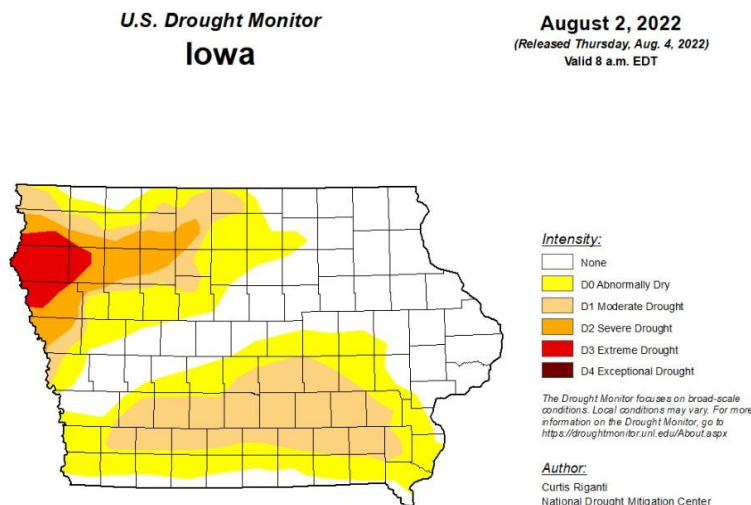 U.S. Drought Monitor
Iowa
August 2, 2022
(Released Thursday, Aug. 4, 2022)
Valid 8 a.m. EDT
Intensity:
None
D0 Abnormally Dry
D1 Moderate Drought
D2 Severe Drought
D3 Extreme Drought
D4 Exceptional Drought
The Drought Monitor focuses on broad-scale
conditions. Local conditions may vary. For more
information on the Drought Monitor, go to
https://droughtmonitor.unl.edu/About.aspx
Author:
Curtis Riganti
National Drought Mitigation Center